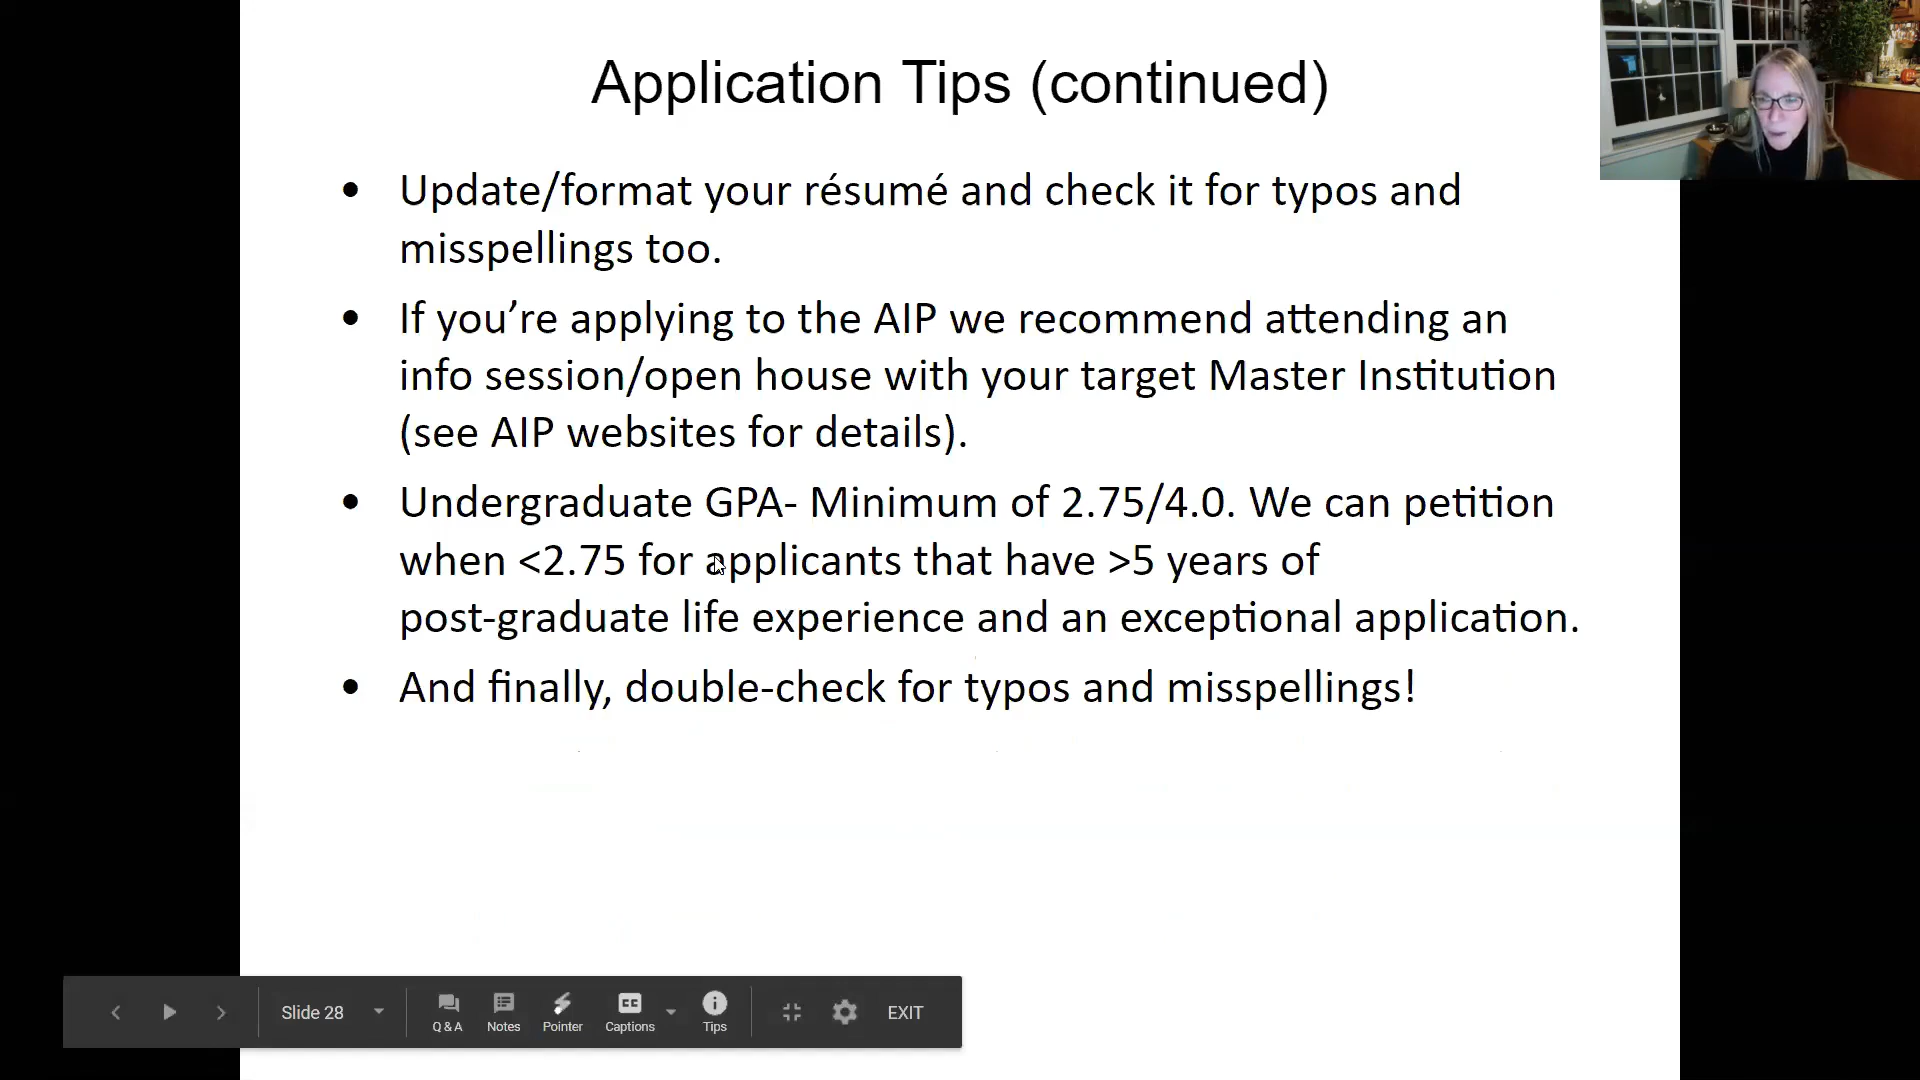 Application Tips (continued)
• Update/format your résumé and check it for typos and
misspellings too.
• If you’re applying to the AIP we recommend attending an
info session/open house with your target Master Institution
(see AIP websites for details).
• Undergraduate GPA- Minimum of 2.75/4.0. We can petition
when <2.75 for applicants that have >5 years of
post-graduate life experience and an exceptional application.
• And finally, double-check for typos and misspellings!
Slide 28
Q & A
Notes
Pointer
CC
Captions
Tips
EXIT